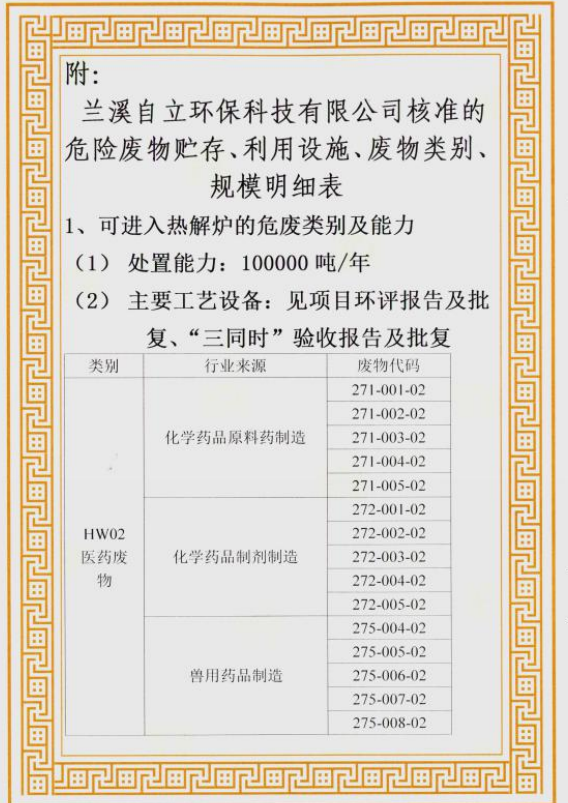 附:
兰溪自立环保科技有限公司核准的
危险废物贮存、利用设施、废物类别、
规模明细表
1、可进入热解炉的危废类别及能力
（1） 处置能力: 100000 吨/年
（2） 主要工艺设备: 见项目环评报告及批
复、“三同时”验收报告及批复
类别 行业来源 废物代码
HW02
医药废
物
化学药品原料药制造
271-001-02
271-002-02
271-003-02
271-004-02
271-005-02
化学药品制剂制造
272-001-02
272-002-02
272-003-02
272-004-02
272-005-02
兽用药品制造
275-004-02
275-005-02
275-006-02
275-007-02
275-008-02